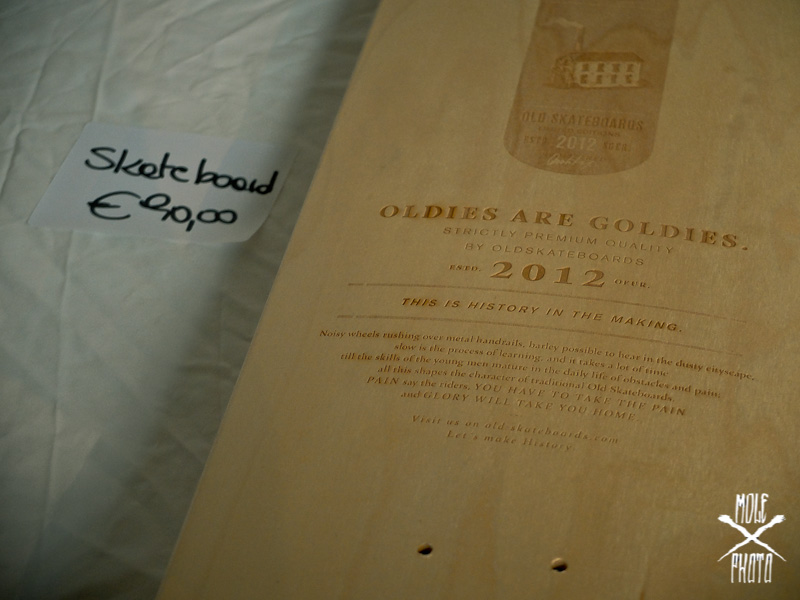 Skateboard
€90,00
OLD SKATEBOARDS
ESTD. 2012 OPUR.
OLDIES ARE GOLDIES.
STRICTLY PREMIUM QUALITY
BY OLDSKATEBOARDS
ESTD. 2012 OPUR.
THIS IS HISTORY IN THE MAKING.
Noisy wheels rushing over metal handrails, barley possible to hear in the dusty cityscape,
slow is the process of learning, and it takes a lot of time
till the skills of the young men mature in the daily life of obstacles and pain;
all this shapes the character of traditional Old Skateboards.
PAIN say the riders, YOU HAVE TO TAKE THE PAIN
and GLORY WILL TAKE YOU HOME.
Visit us on old-skateboards.com
Let's make History
MOLE
PHOTO